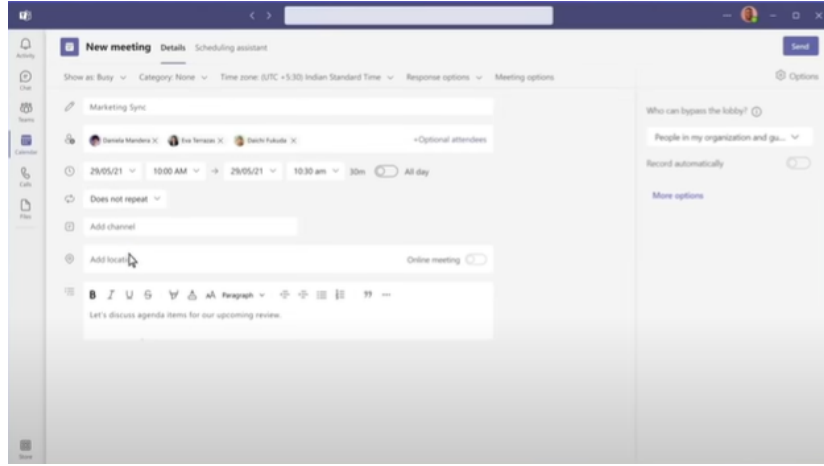 New meeting Details Scheduling assistant Send
Activity
Show as: Busy Category: None Time zone: (UTC +5:30) Indian Standard Time Response options Meeting options Options
Chat
Marketing Sync
Who can bypass the lobby?
Teams
Daniela Mandera Eva Terrazas Daichi Fukuda +Optional attendees
People in my organization and gu...
Calendar
29/05/21 10:00 AM → 29/05/21 10:30 am 30m All day
Record automatically
Calls
Does not repeat
More options
Files
Add channel
Add locati
Online meeting
B I U S AA Paragraph
Let's discuss agenda items for our upcoming review.
Store